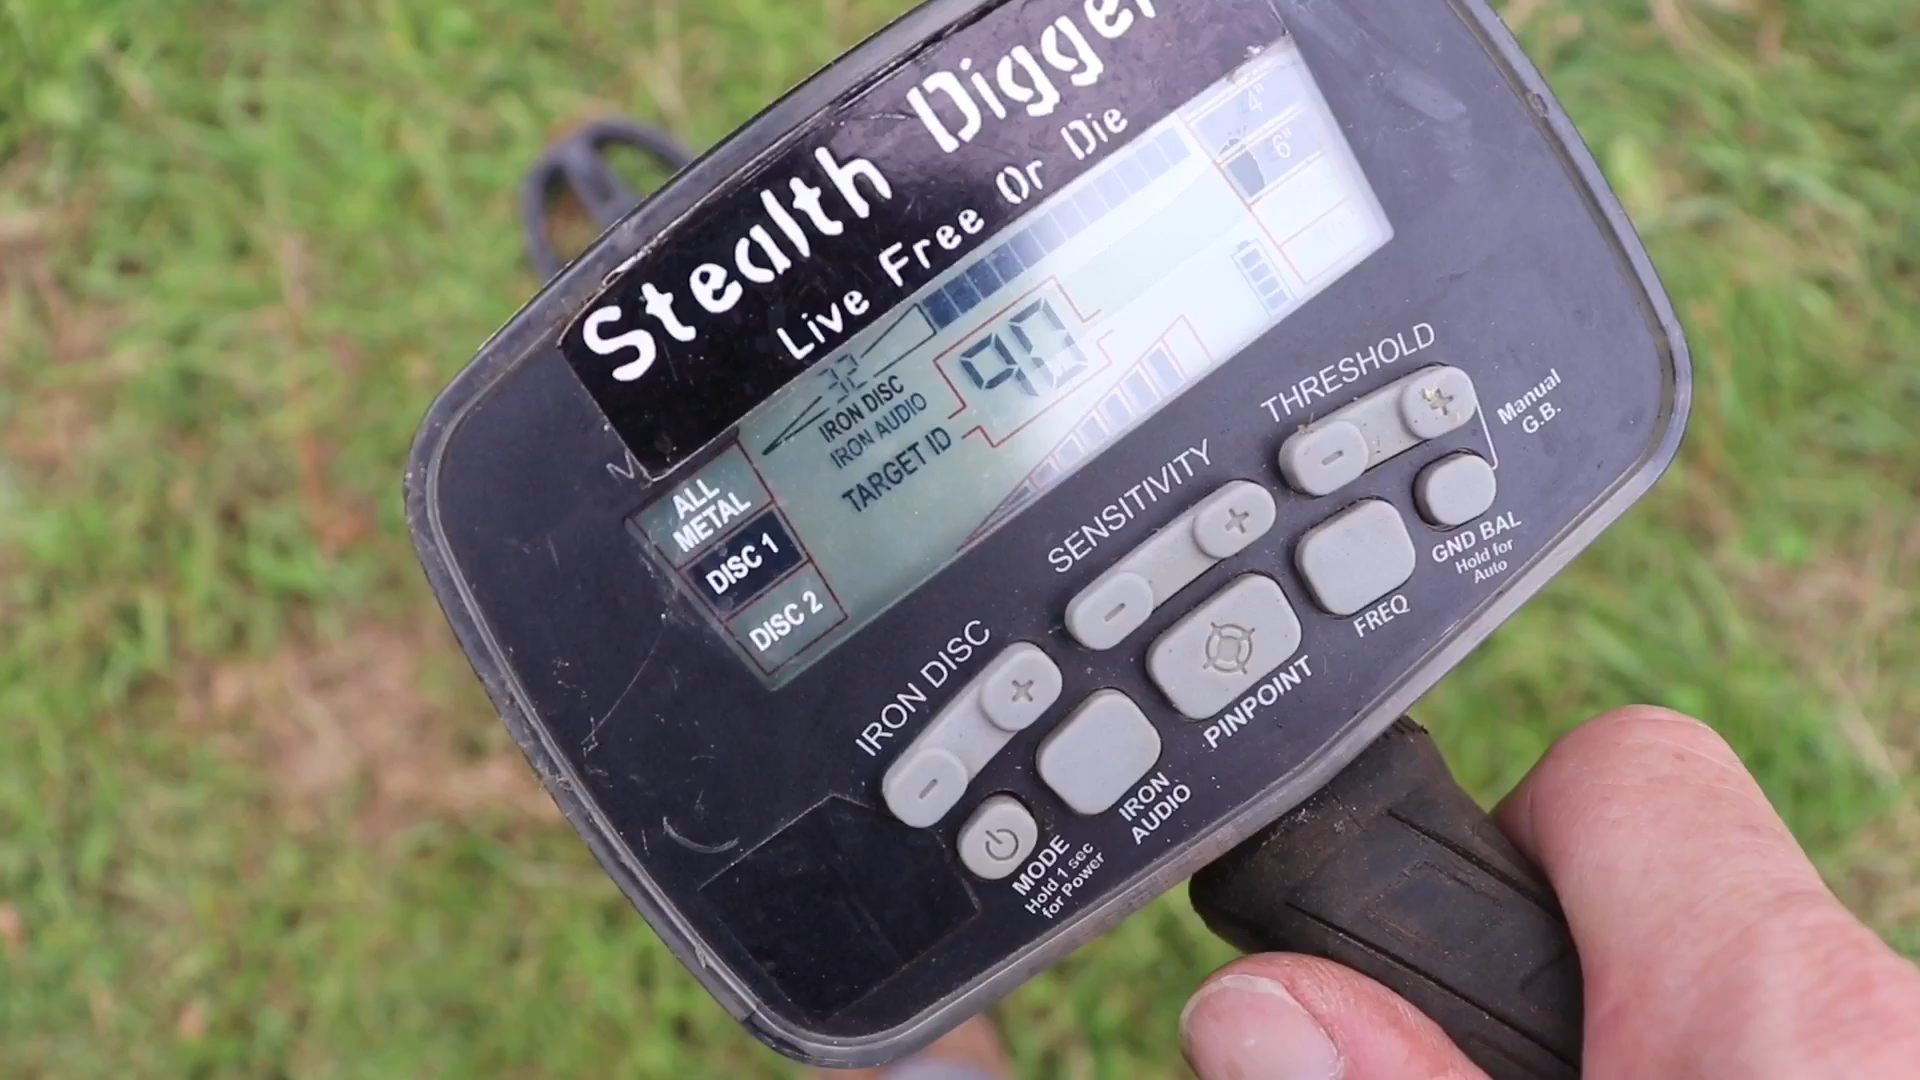 Stealth Digger
Live Free Or Die
4"
6"
32
IRON DISC
IRON AUDIO
TARGET ID
90
ALL
METAL
DISC 1
DISC 2
THRESHOLD
+
-
Manual
G.B.
SENSITIVITY
+
-
GND BAL
Hold for
Auto
FREQ
IRON DISC
+
-
PINPOINT
IRON
AUDIO
MODE
Hold 1 sec
for Power